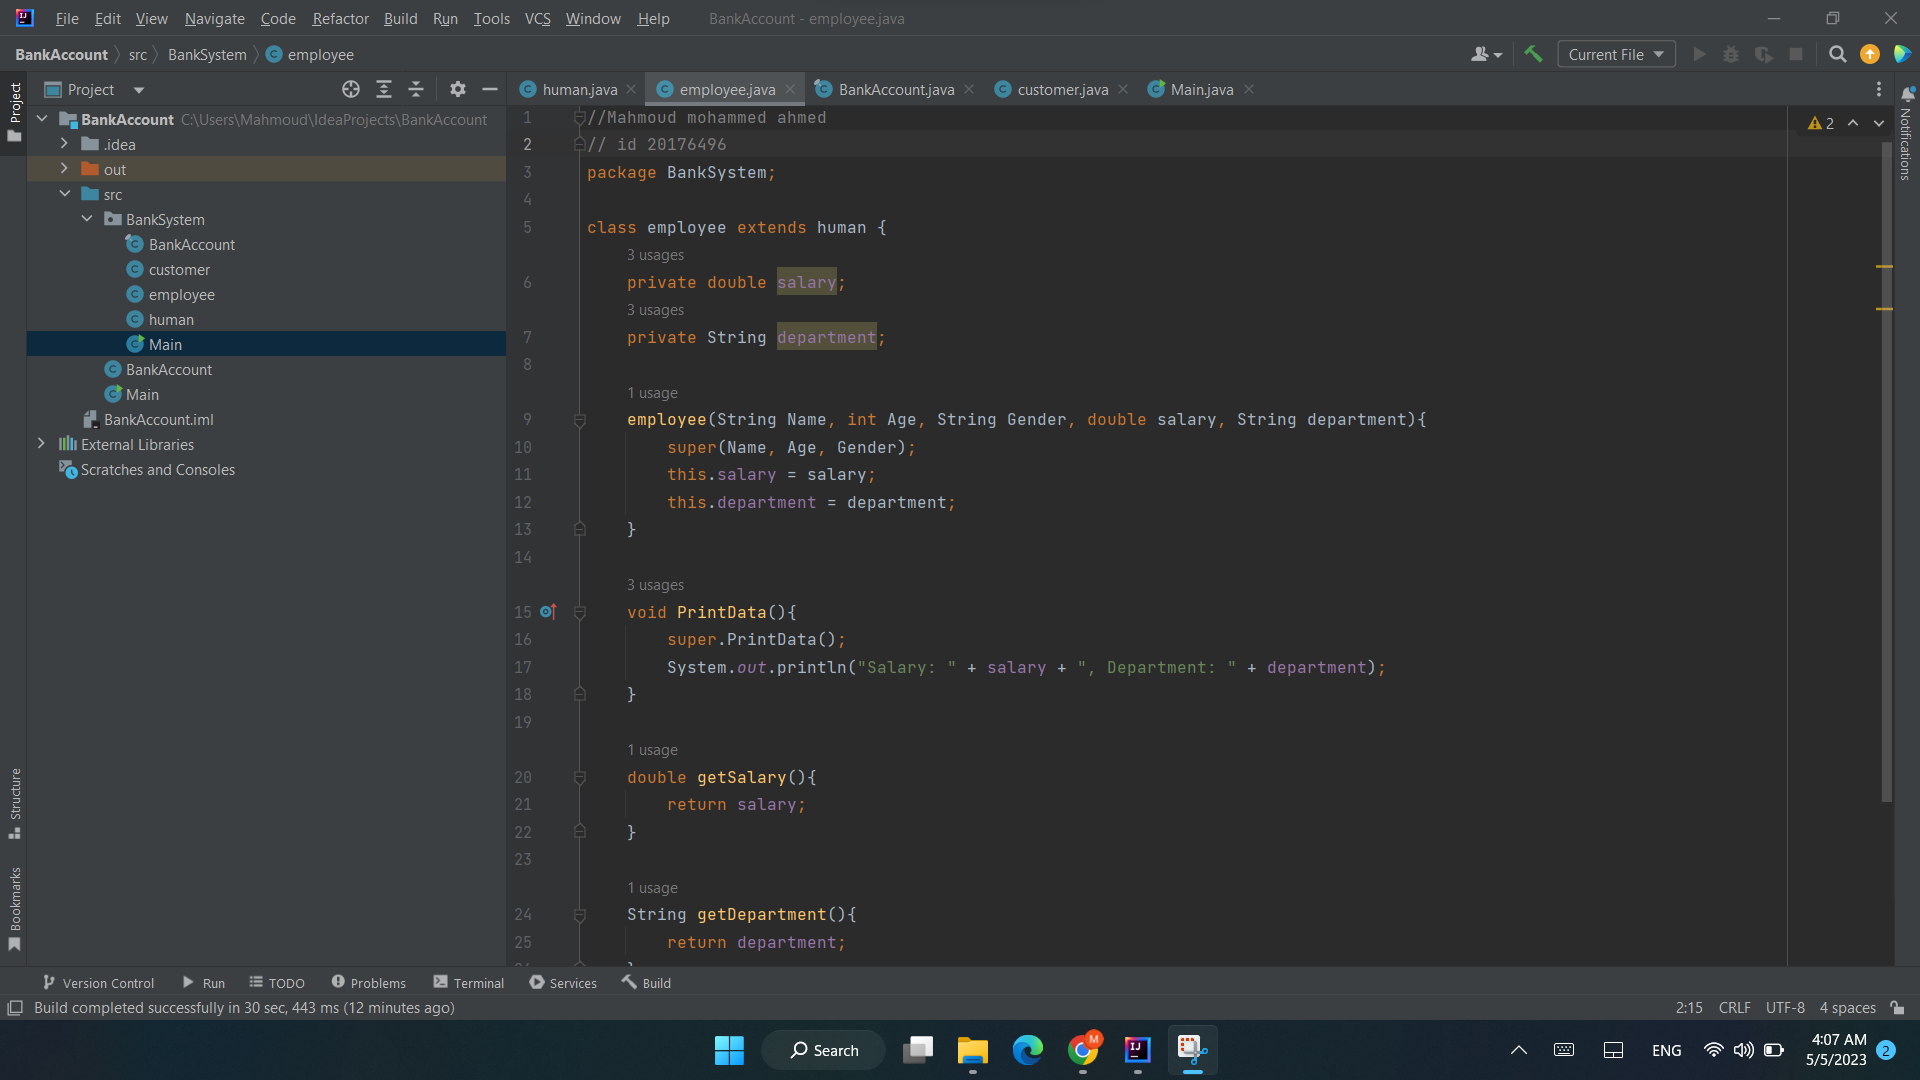 File Edit View Navigate Code Refactor Build Run Tools VCS Window Help BankAccount - employee.java
BankAccount src BankSystem employee
Current File
Project
BankAccount C:\Users\Mahmoud\IdeaProjects\BankAccount
.idea
out
src
BankSystem
BankAccount
customer
employee
human
Main
BankAccount
Main
BankAccount.iml
External Libraries
Scratches and Consoles
Project
Structure
Bookmarks
human.java employee.java BankAccount.java customer.java Main.java
2
Notifications
1 //Mahmoud mohammed ahmed
2 // id 20176496
3 package BankSystem;
4
5 class employee extends human {
3 usages
6 private double salary;
3 usages
7 private String department;
8
1 usage
9 employee(String Name, int Age, String Gender, double salary, String department){
10 super(Name, Age, Gender);
11 this.salary = salary;
12 this.department = department;
13 }
14
3 usages
15 void PrintData(){
16 super.PrintData();
17 System.out.println("Salary: " + salary + ", Department: " + department);
18 }
19
1 usage
20 double getSalary(){
21 return salary;
22 }
23
1 usage
24 String getDepartment(){
25 return department;
Version Control Run TODO Problems Terminal Services Build
Build completed successfully in 30 sec, 443 ms (12 minutes ago) 2:15 CRLF UTF-8 4 spaces
Search
M
IJ
ENG
4:07 AM
5/5/2023
2